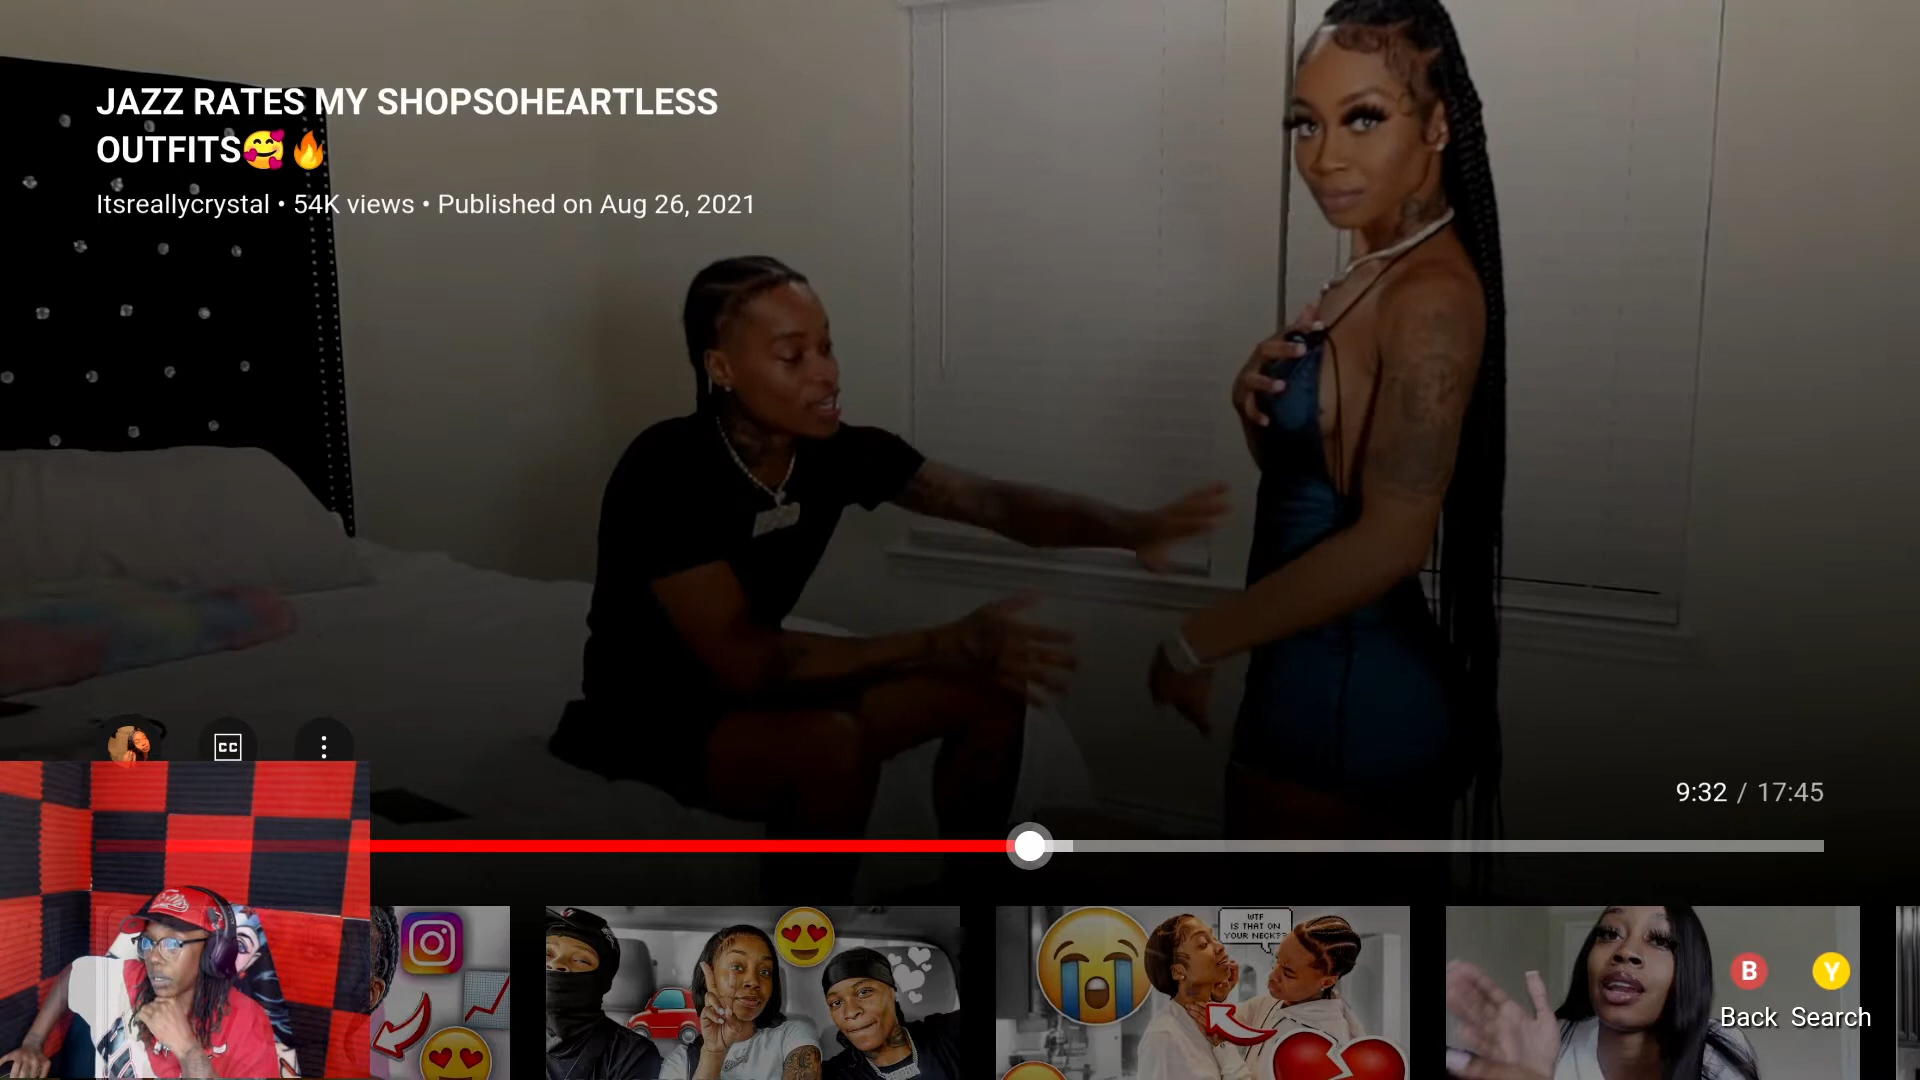 JAZZ RATES MY SHOPSOHEARTLESS
OUTFITS🥰🔥
Itsreallycrystal • 54K views • Published on Aug 26, 2021
CC
9:32 / 17:45
WTF
IS THAT ON
YOUR NECK??
B
Y
Back Search